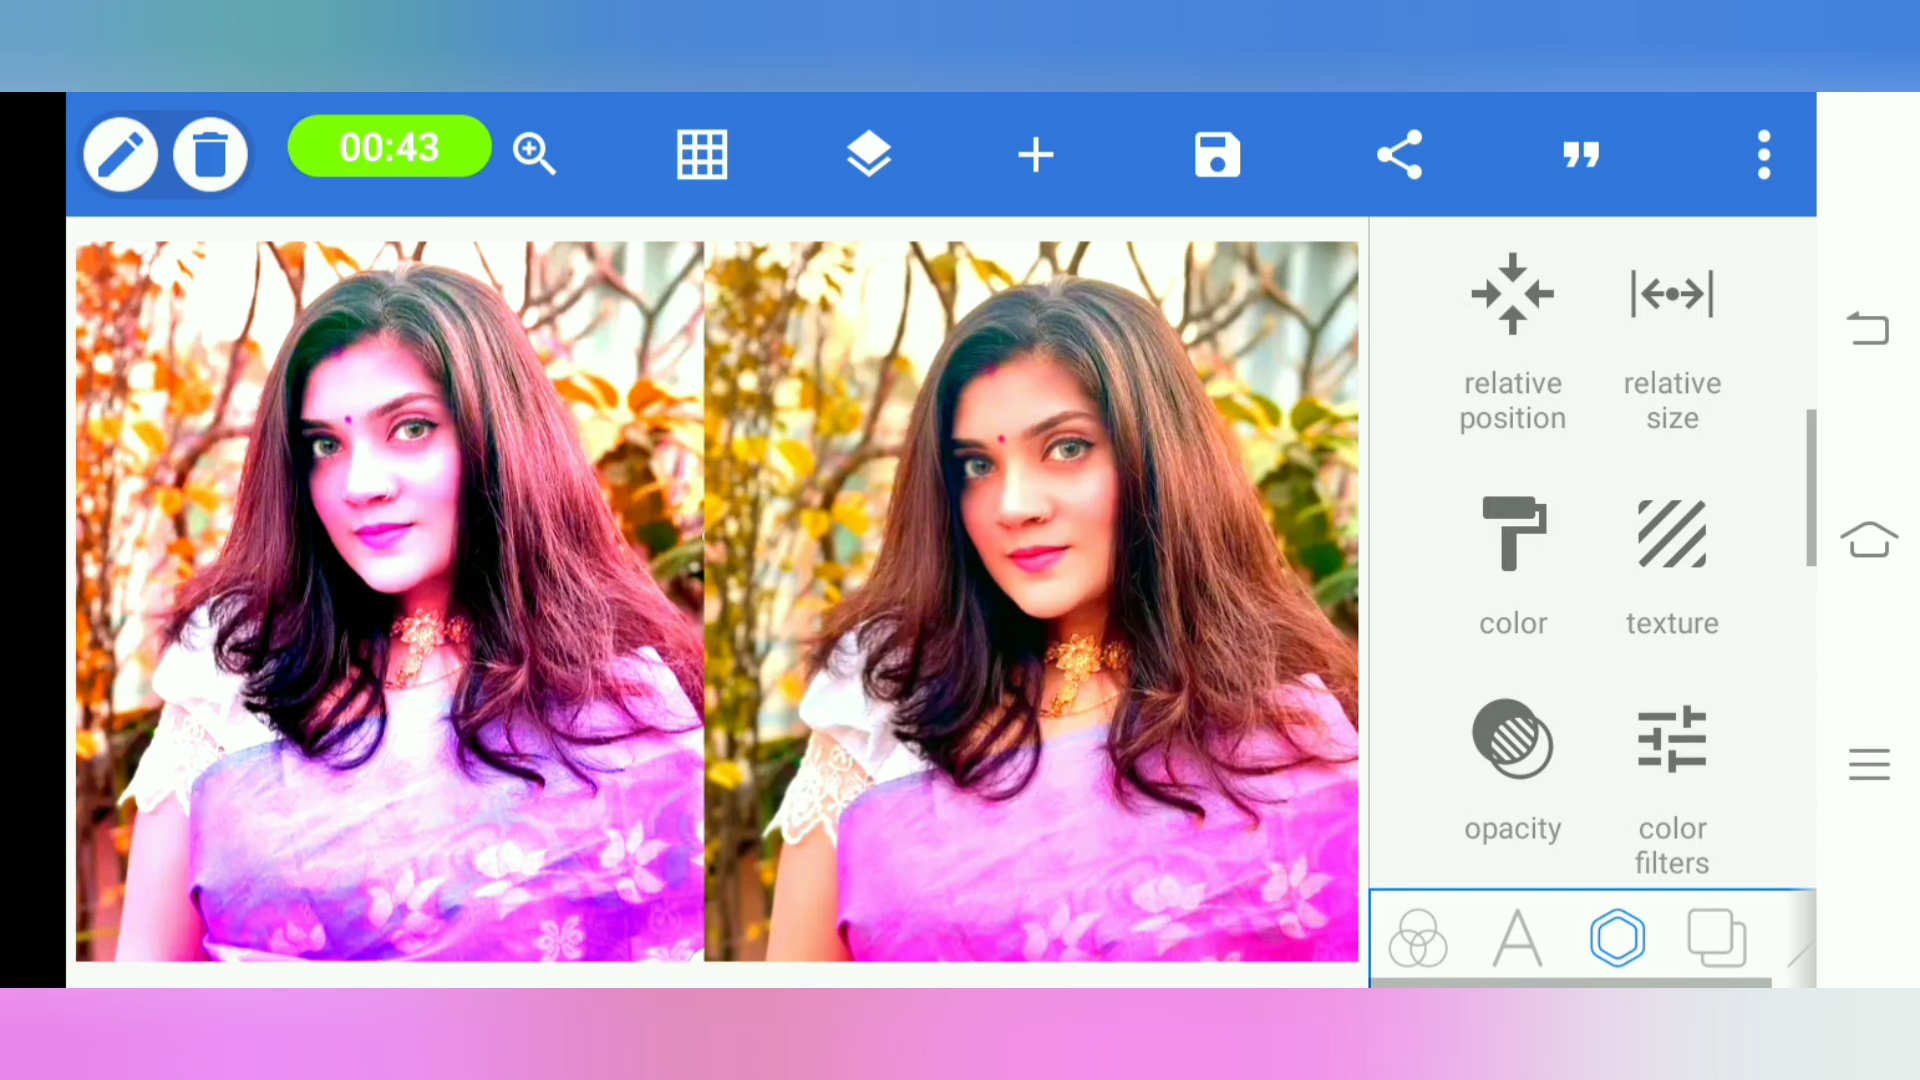 00:43
relative
position
relative
size
color
texture
opacity
color
filters